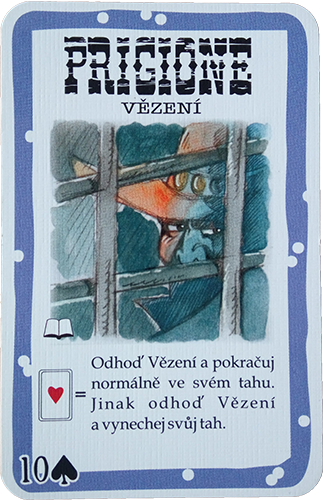 PRIGIONE
VĚZENÍ
Odhoď Vězení a pokračuj
= normálně ve svém tahu.
Jinak odhoď Vězení
a vynechej svůj tah.
10♠